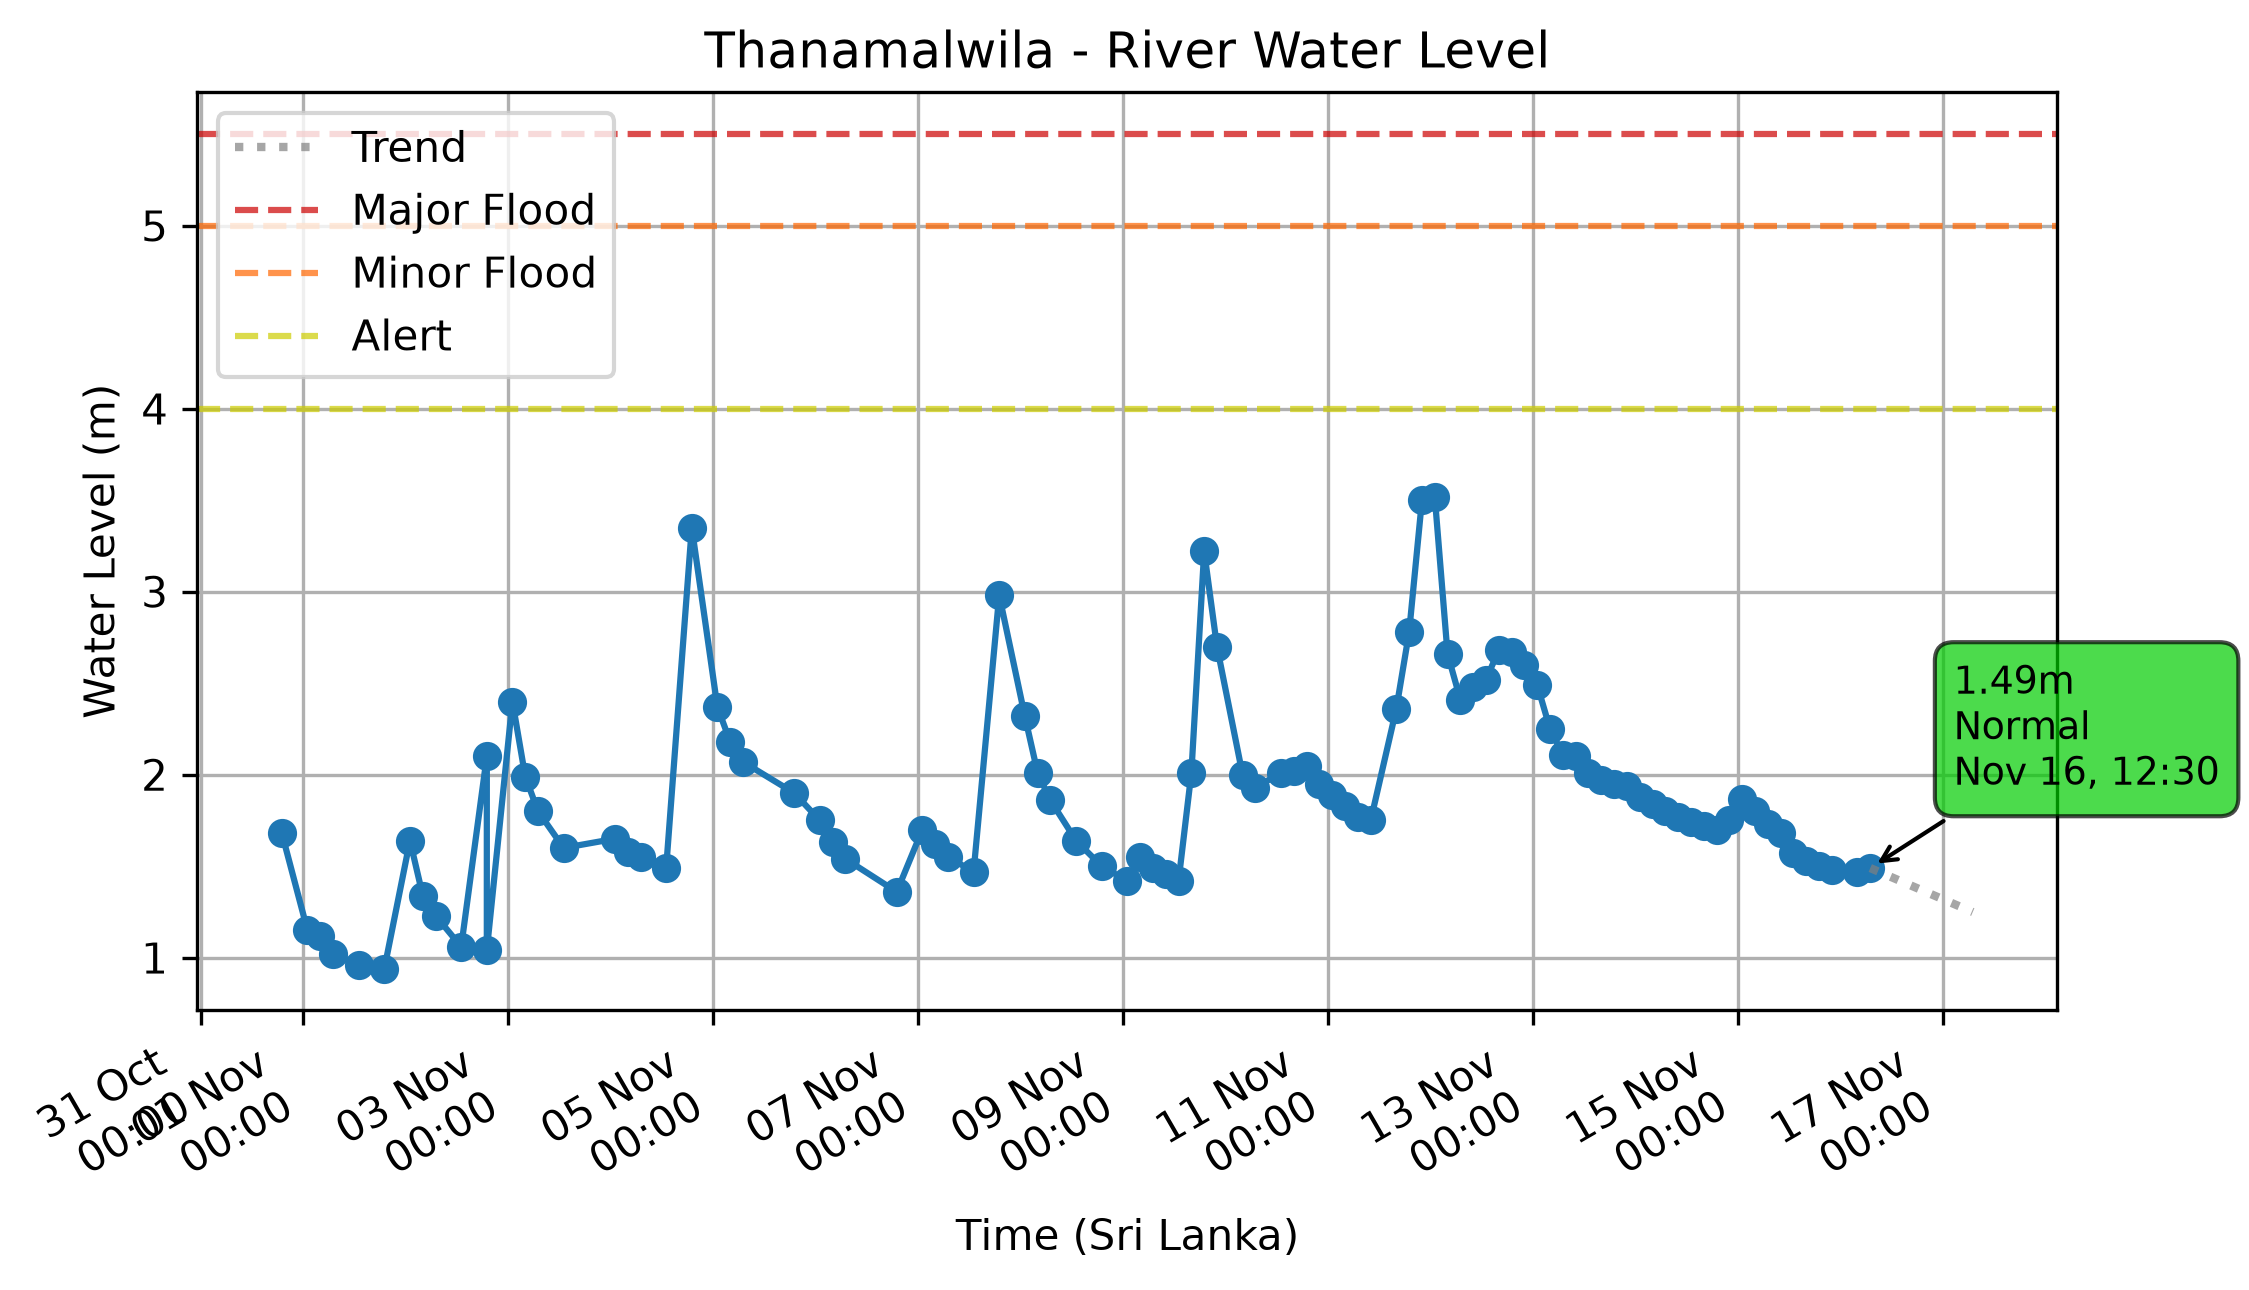 Thanamalwila - River Water Level
Trend
Major Flood
Minor Flood
Alert
Water Level (m)
5
4
3
2
1
1.49m
Normal
Nov 16, 12:30
31 Oct
00:00
01 Nov
00:00
03 Nov
00:00
05 Nov
00:00
07 Nov
00:00
09 Nov
00:00
11 Nov
00:00
13 Nov
00:00
15 Nov
00:00
17 Nov
00:00
Time (Sri Lanka)